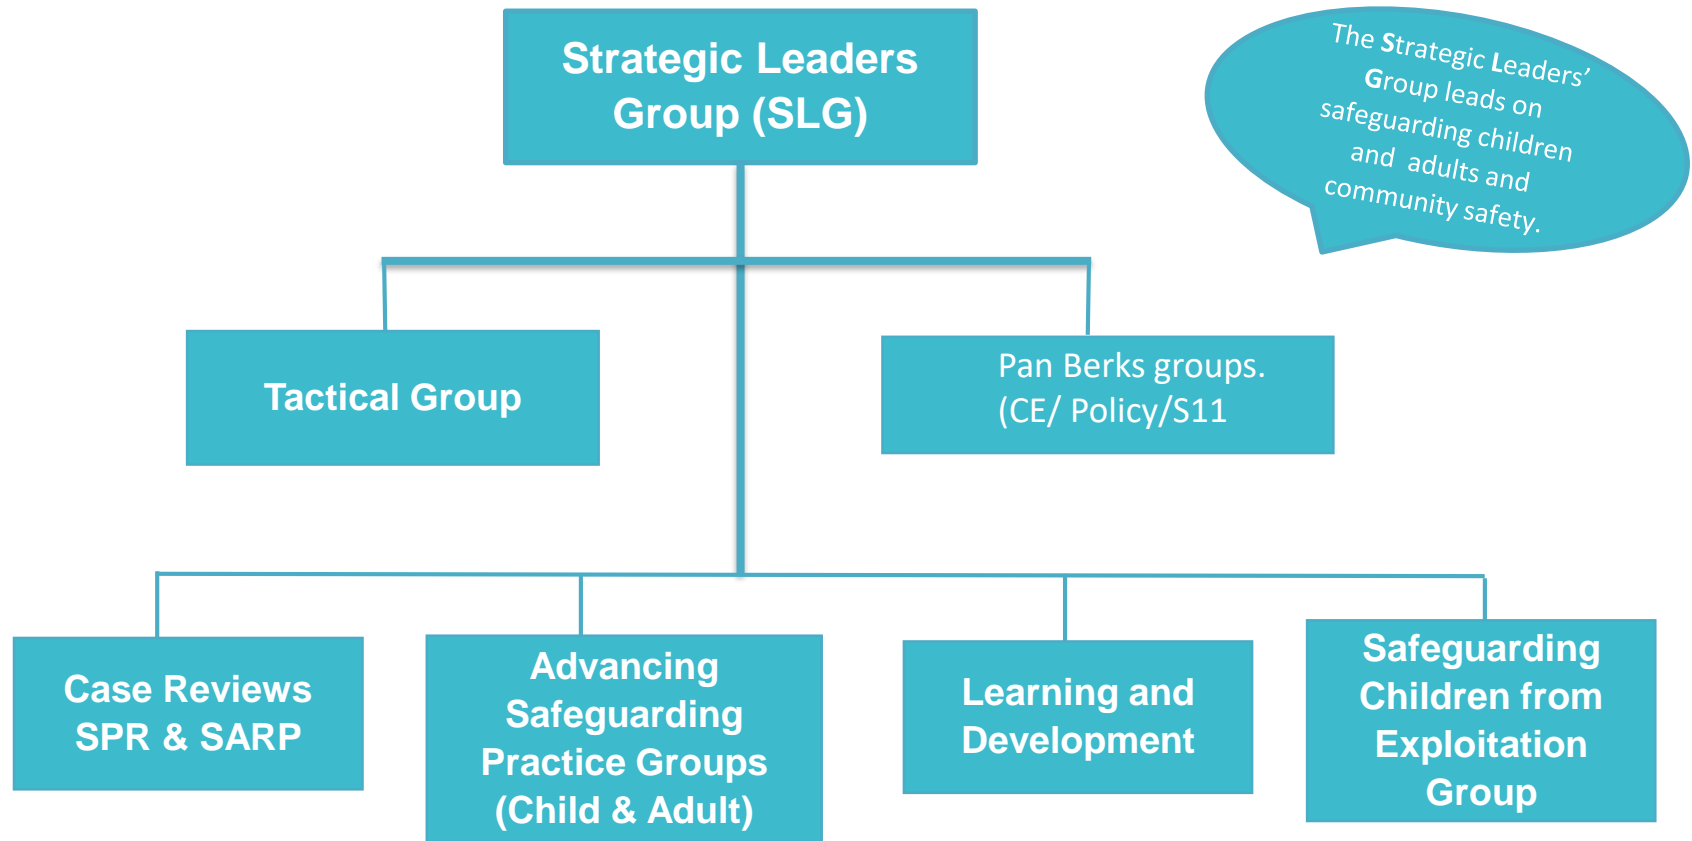 Strategic Leaders
Group (SLG)
The Strategic Leaders’
Group leads on
safeguarding children
and adults and
community safety.
Tactical Group
Pan Berks groups.
(CE/ Policy/S11
Case Reviews
SPR & SARP
Advancing
Safeguarding
Practice Groups
(Child & Adult)
Learning and
Development
Safeguarding
Children from
Exploitation
Group